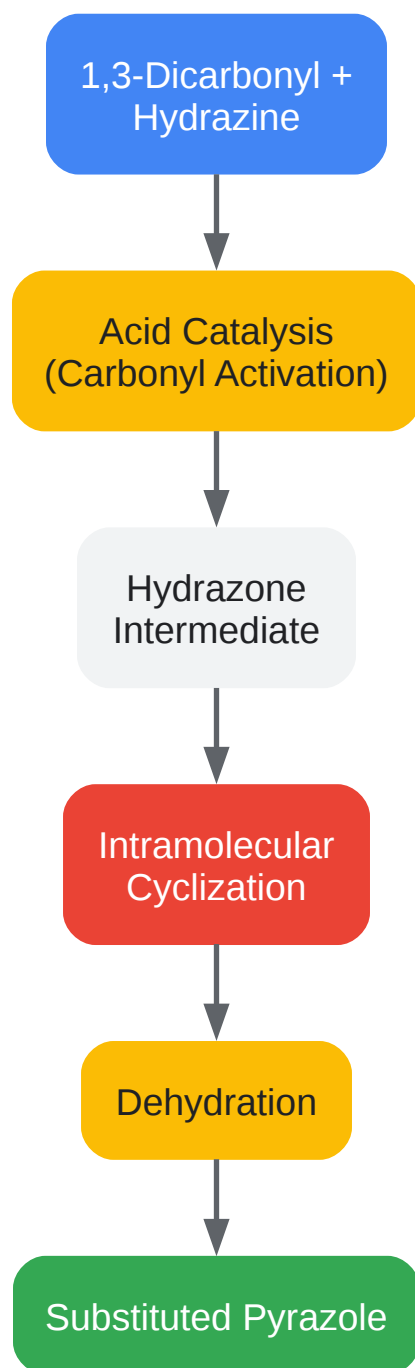 1,3-Dicarbonyl +
Hydrazine
Acid Catalysis
(Carbonyl Activation)
Hydrazone
Intermediate
Intramolecular
Cyclization
Dehydration
Substituted Pyrazole